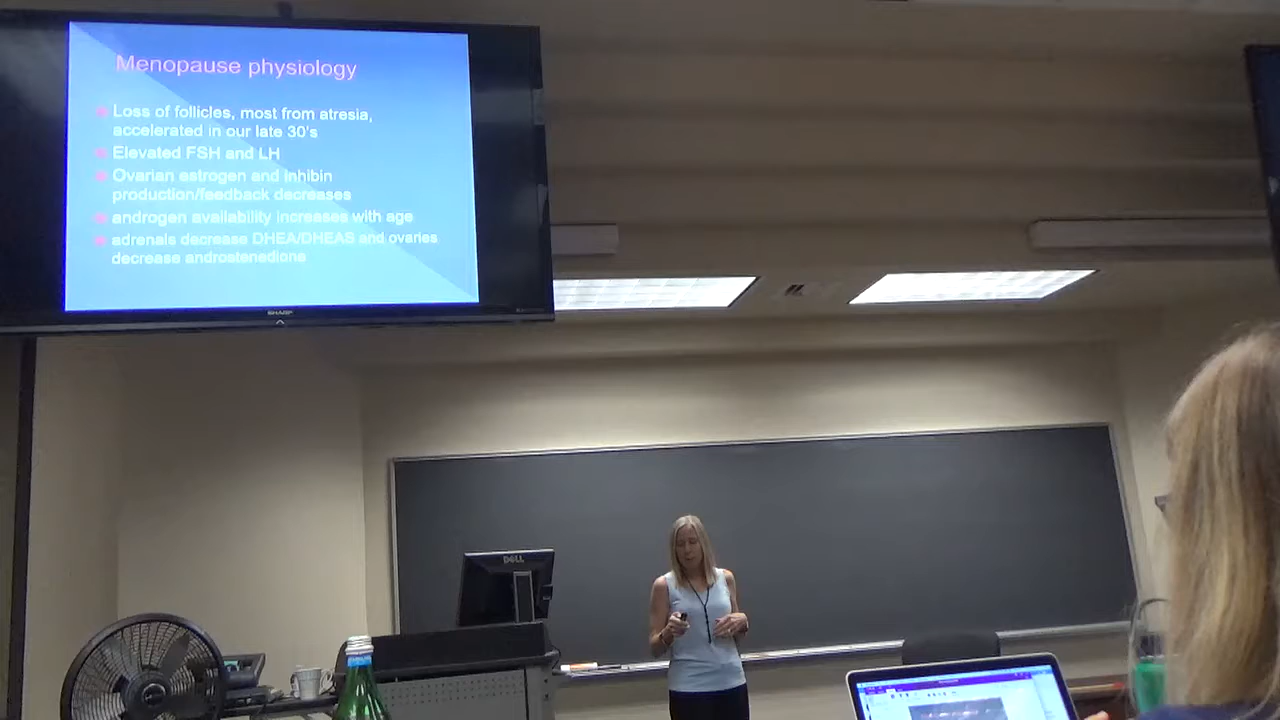 Menopause physiology
Loss of follicles, most from atresia,
accelerated in our late 30's
Elevated FSH and LH
Ovarian estrogen and inhibin
production/feedback decreases
androgen availability increases with age
adrenals decrease DHEA/DHEAS and ovaries
decrease androstenedione
SHARP
DELL